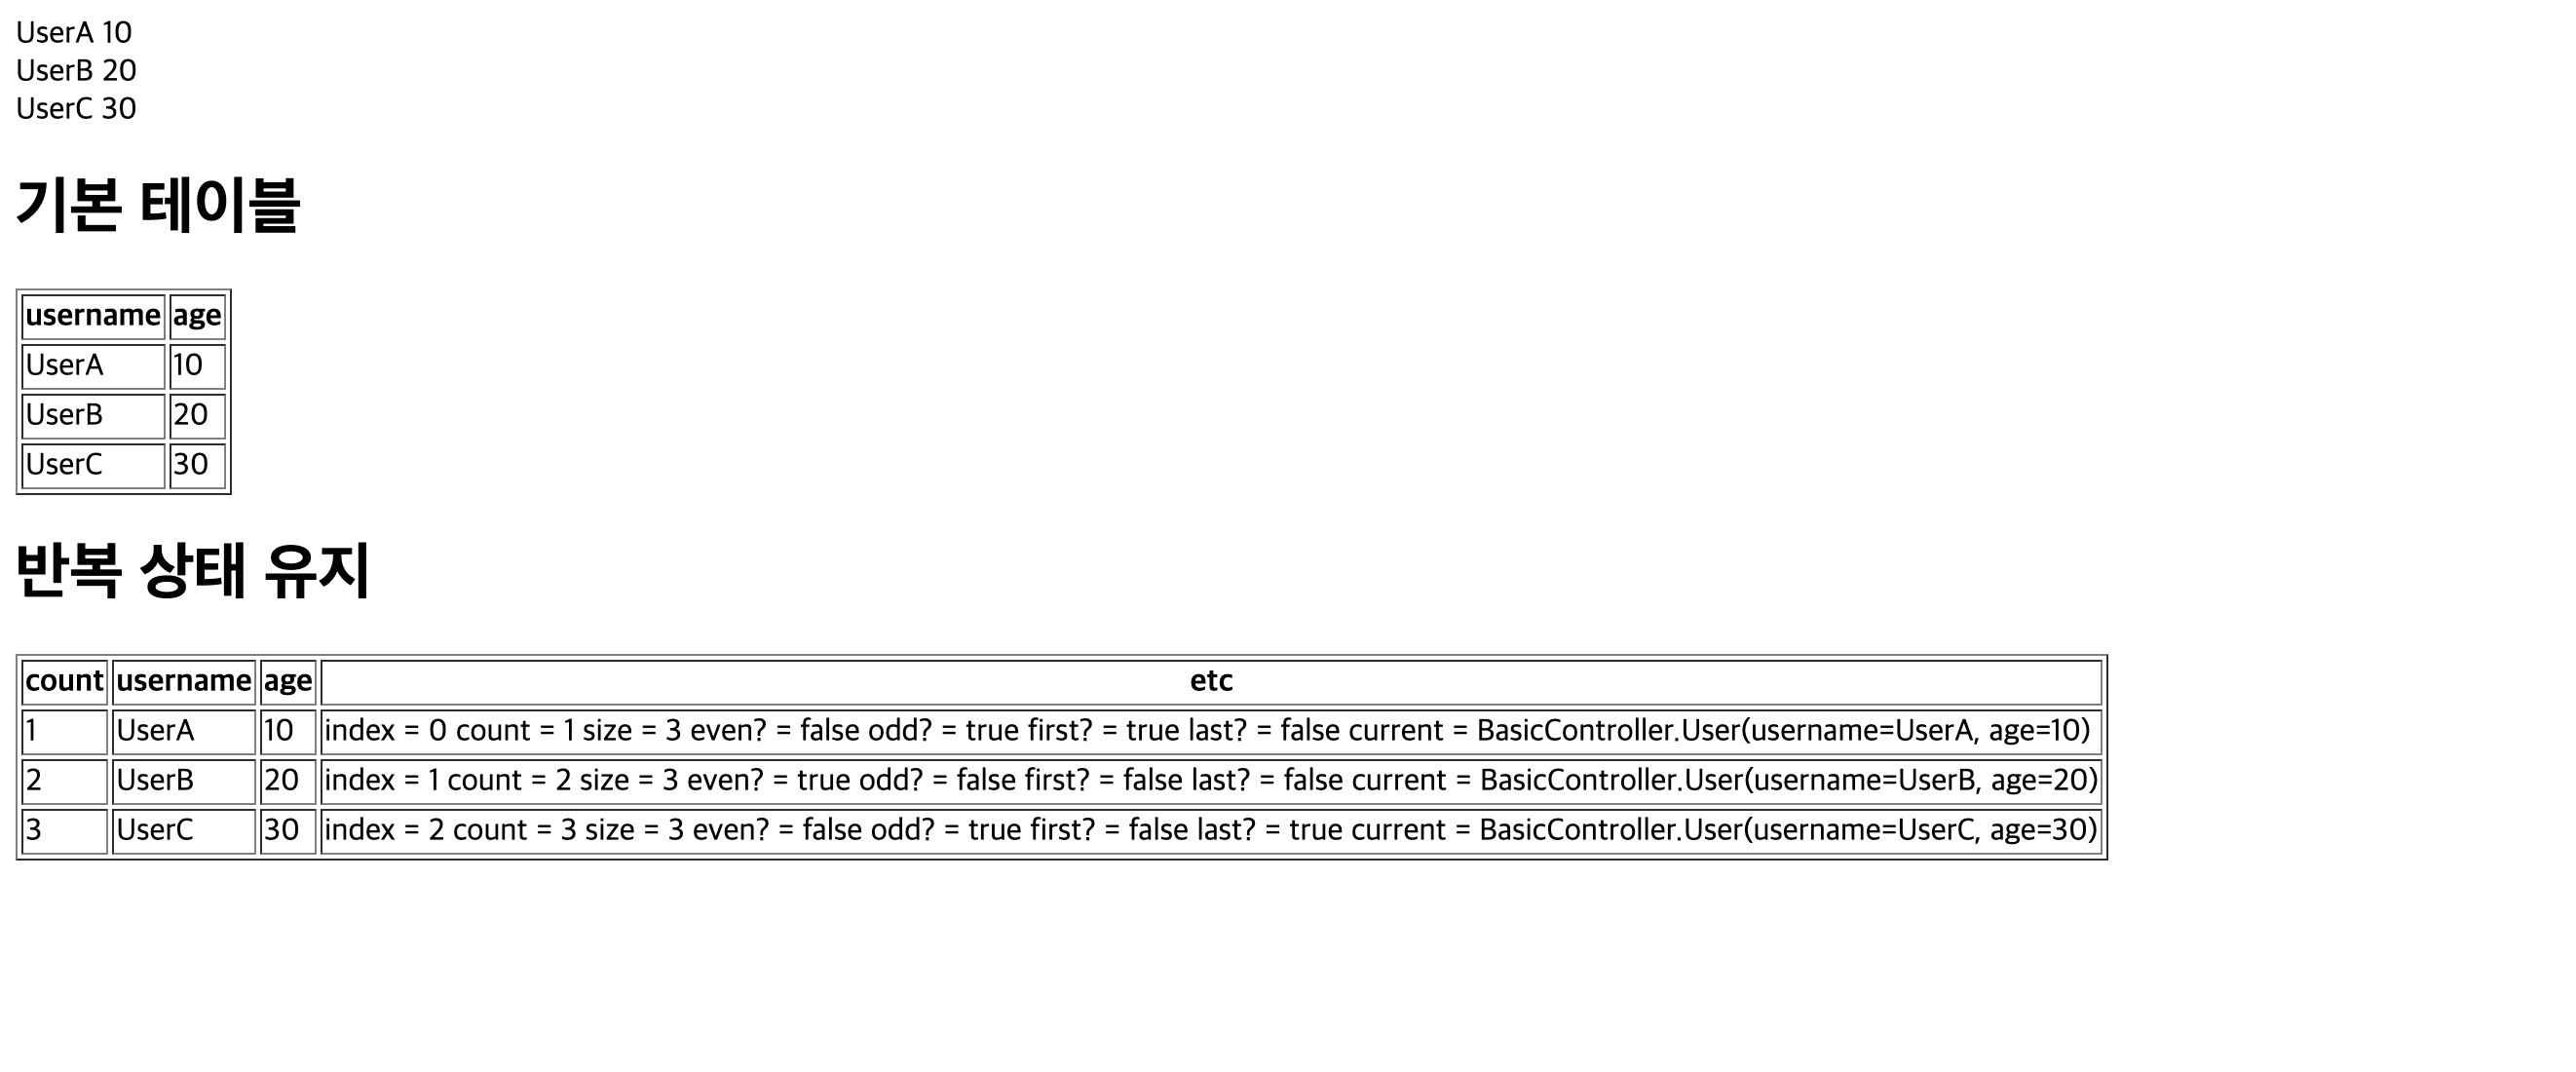 UserA 10
UserB 20
UserC 30
기본 테이블
username age
UserA 10
UserB 20
UserC 30
반복 상태 유지
count username age etc
1 UserA 10 index = 0 count = 1 size = 3 even? = false odd? = true first? = true last? = false current = BasicController.User(username=UserA, age=10)
2 UserB 20 index = 1 count = 2 size = 3 even? = true odd? = false first? = false last? = false current = BasicController.User(username=UserB, age=20)
3 UserC 30 index = 2 count = 3 size = 3 even? = false odd? = true first? = false last? = true current = BasicController.User(username=UserC, age=30)